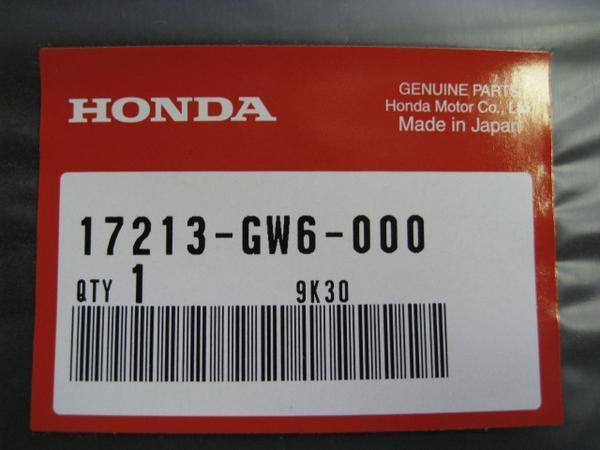 HONDA
GENUINE PARTS
Honda Motor Co., Ltd.
Made in Japan
17213-GW6-000
QTY 1 9K30